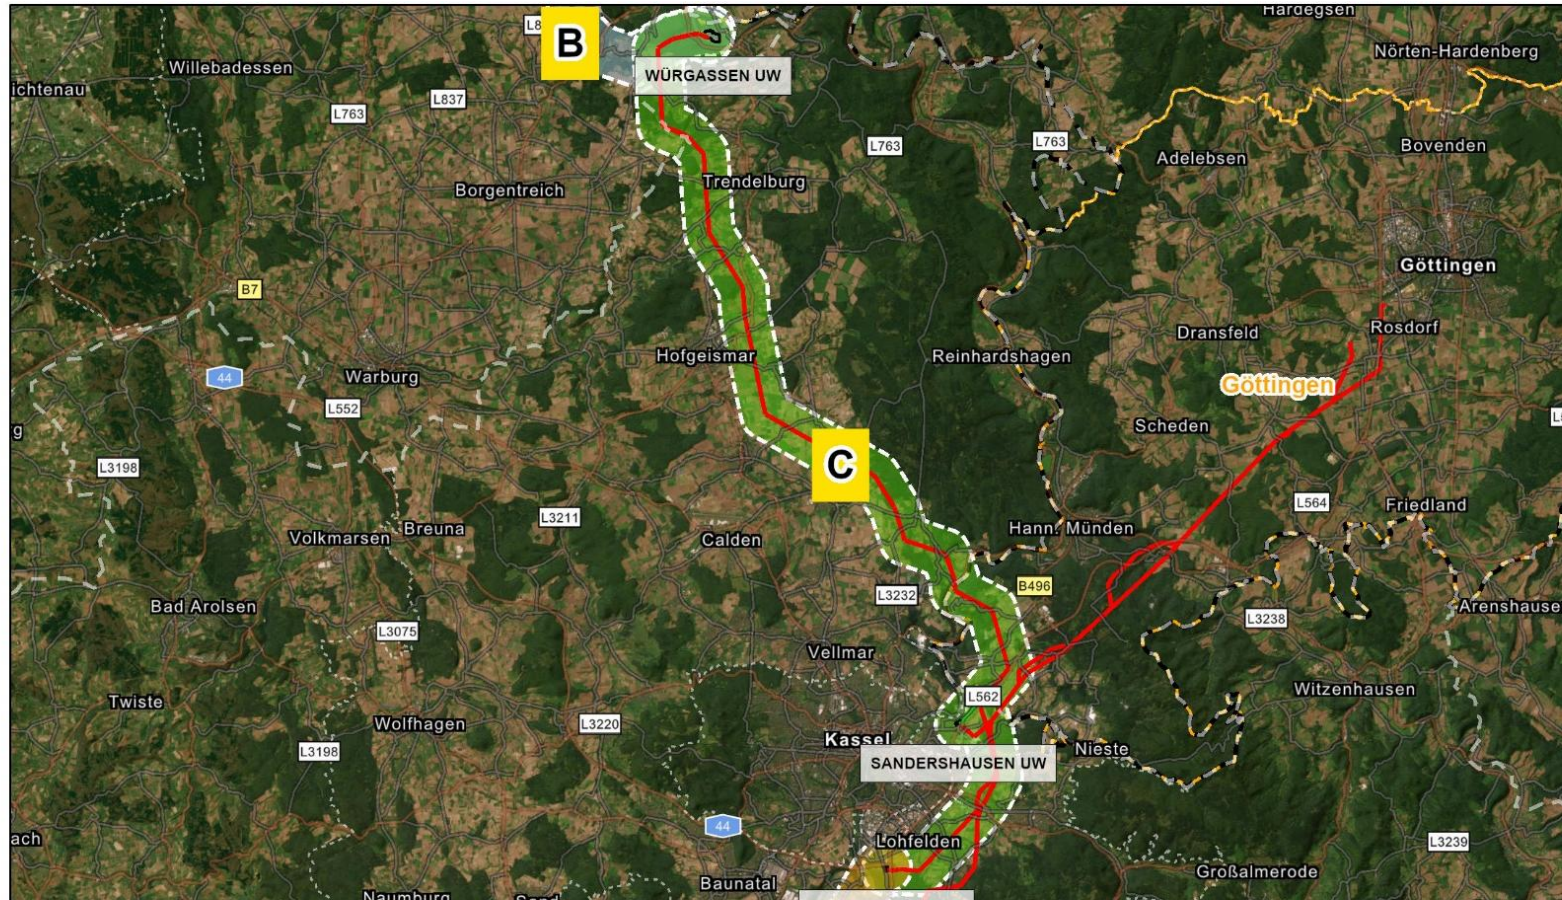 Hardegsen
B
Nörten-Hardenberg
Willebadessen
WÜRGASSEN UW
ichtenau
L837
L763
L763
L763
Bovenden
Adelebsen
Trendelburg
Borgentreich
Göttingen
B7
Rosdorf
Dransfeld
Hofgeismar
Reinhardshagen
44
Warburg
Göttingen
L552
Scheden
C
L3198
L564
Friedland
L3211
Hann. Münden
Breuna
Volkmarsen
Calden
B496
L3232
Bad Arolsen
Arenshause
L3238
L3075
Vellmar
Witzenhausen
L562
Twiste
Wolfhagen
L3220
Kassel
Nieste
L3198
SANDERSHAUSEN UW
44
ach
Lohfelden
L3239
Großalmerode
Baunatal
Naumburg
Sand